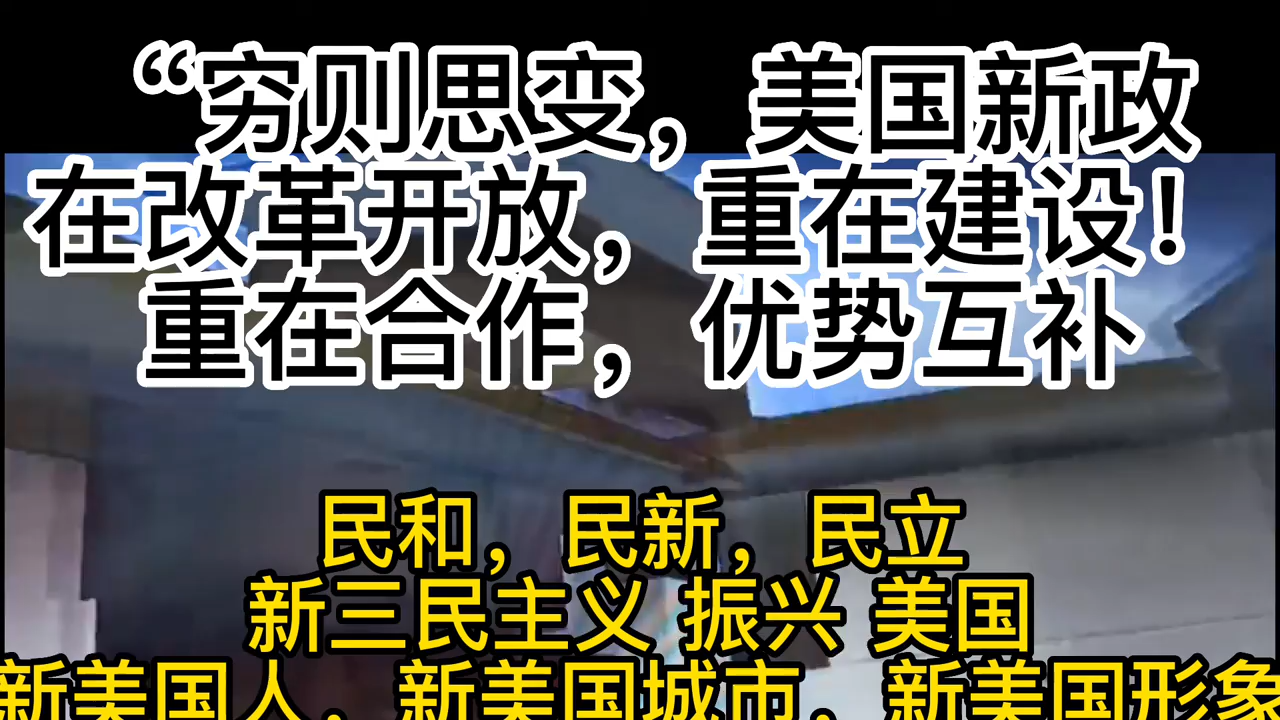 “穷则思变，美国新政
在改革开放，重在建设！
重在合作，优势互补
民和，民新，民立
新三民主义 振兴 美国
新美国人，新美国城市，新美国形象